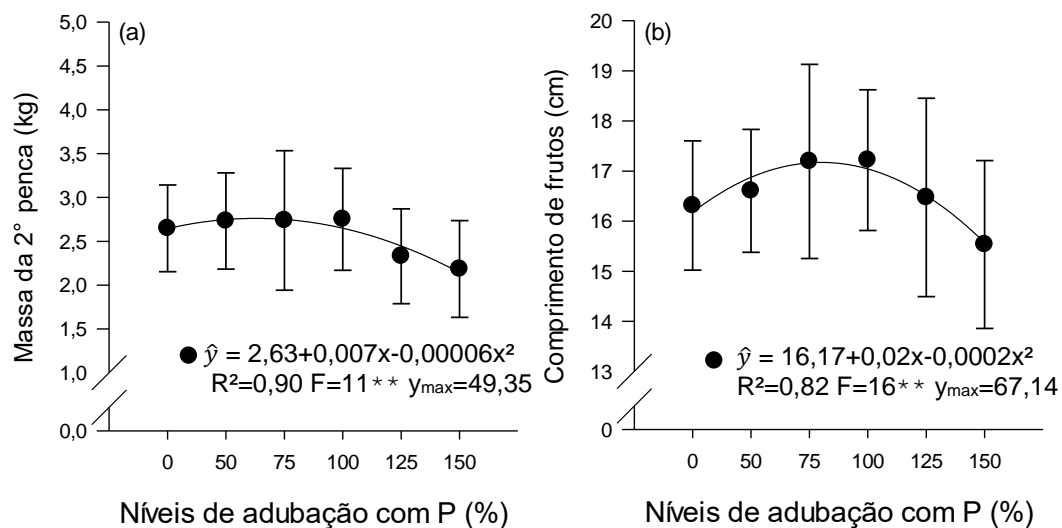 (a)
5,0
4,5
4,0
3,5
3,0
2,5
2,0
1,5
1,0
0,0
Massa da 2° penca (kg)
ŷ = 2,63+0,007x-0,00006x²
R²=0,90 F=11** ymax=49,35
0 50 75 100 125 150
Níveis de adubação com P (%)
(b)
20
19
18
17
16
15
14
13
0
Comprimento de frutos (cm)
ŷ = 16,17+0,02x-0,0002x²
R²=0,82 F=16** ymax=67,14
0 50 75 100 125 150
Níveis de adubação com P (%)